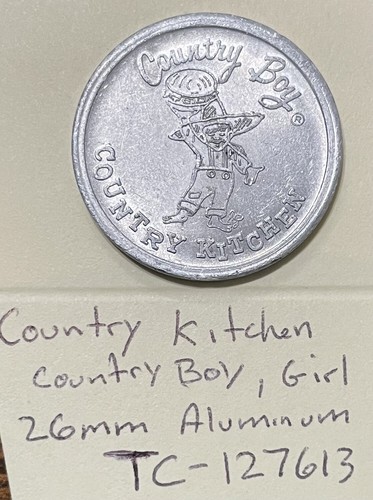 Country Boy ®
COUNTRY KITCHEN
Country Kitchen
Country Boy, Girl
26mm Aluminum
TC-127613